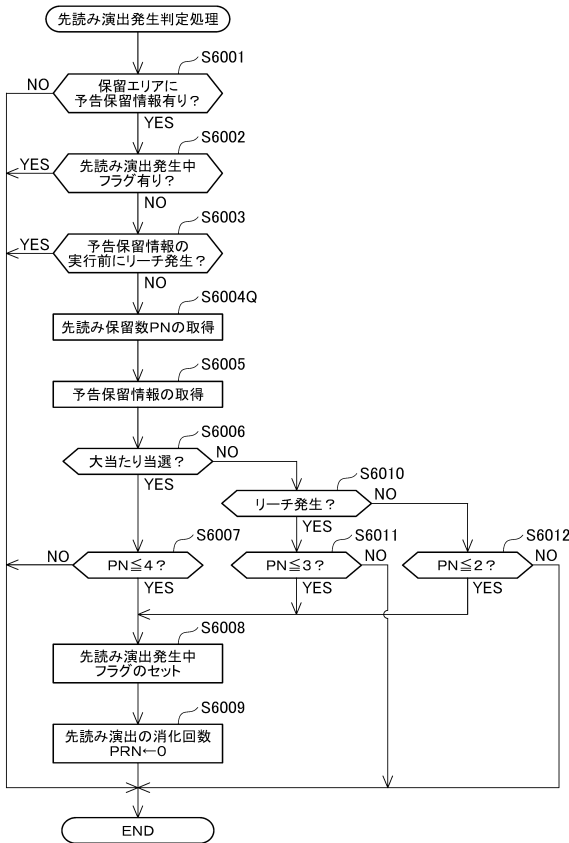 先読み演出発生判定処理
S6001
保留エリアに
予告保留情報有り?
NO
YES
S6002
先読み演出発生中
フラグ有り?
YES
NO
S6003
予告保留情報の
実行前にリーチ発生?
YES
NO
S6004Q
先読み保留数PNの取得
S6005
予告保留情報の取得
S6006
大当たり当選?
NO
YES
S6010
リーチ発生?
NO
YES
S6007
PN≦4?
NO
YES
S6011
PN≦3?
NO
YES
S6012
PN≦2?
NO
YES
S6008
先読み演出発生中
フラグのセット
S6009
先読み演出の消化回数
PRN←0
END